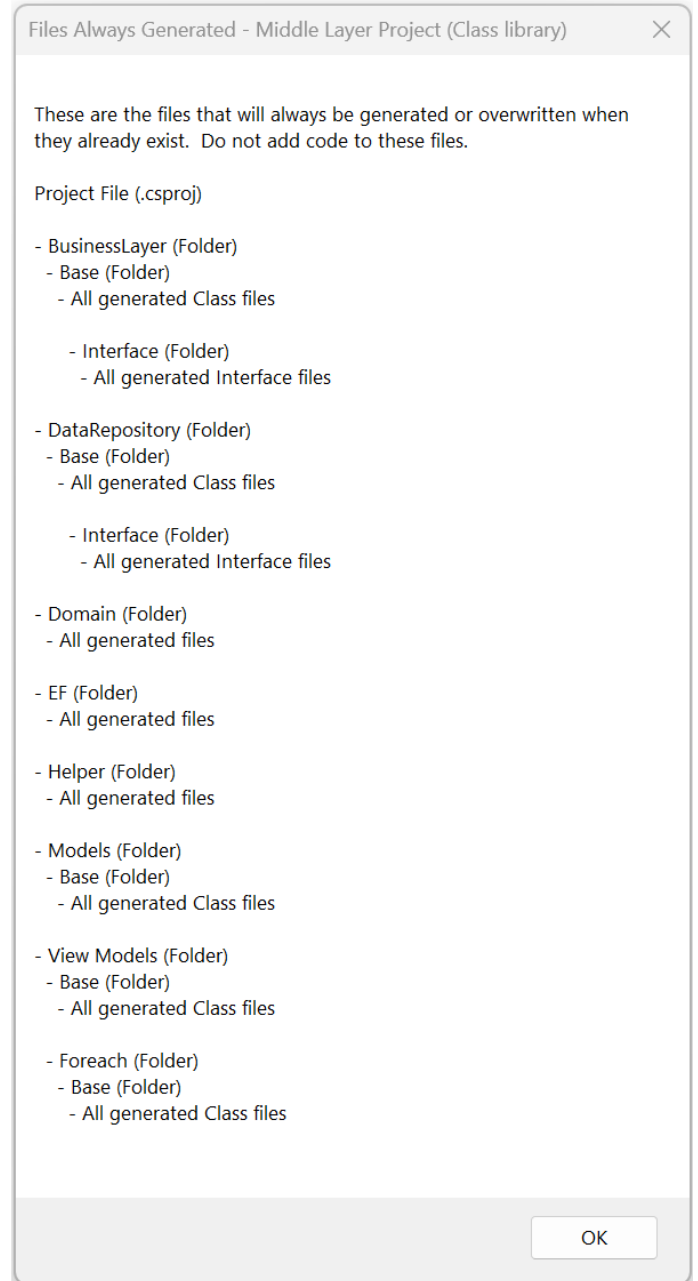 Files Always Generated - Middle Layer Project (Class library)
These are the files that will always be generated or overwritten when
they already exist.  Do not add code to these files.
Project File (.csproj)
- BusinessLayer (Folder)
- Base (Folder)
- All generated Class files
- Interface (Folder)
- All generated Interface files
- DataRepository (Folder)
- Base (Folder)
- All generated Class files
- Interface (Folder)
- All generated Interface files
- Domain (Folder)
- All generated files
- EF (Folder)
- All generated files
- Helper (Folder)
- All generated files
- Models (Folder)
- Base (Folder)
- All generated Class files
- View Models (Folder)
- Base (Folder)
- All generated Class files
- Foreach (Folder)
- Base (Folder)
- All generated Class files
OK